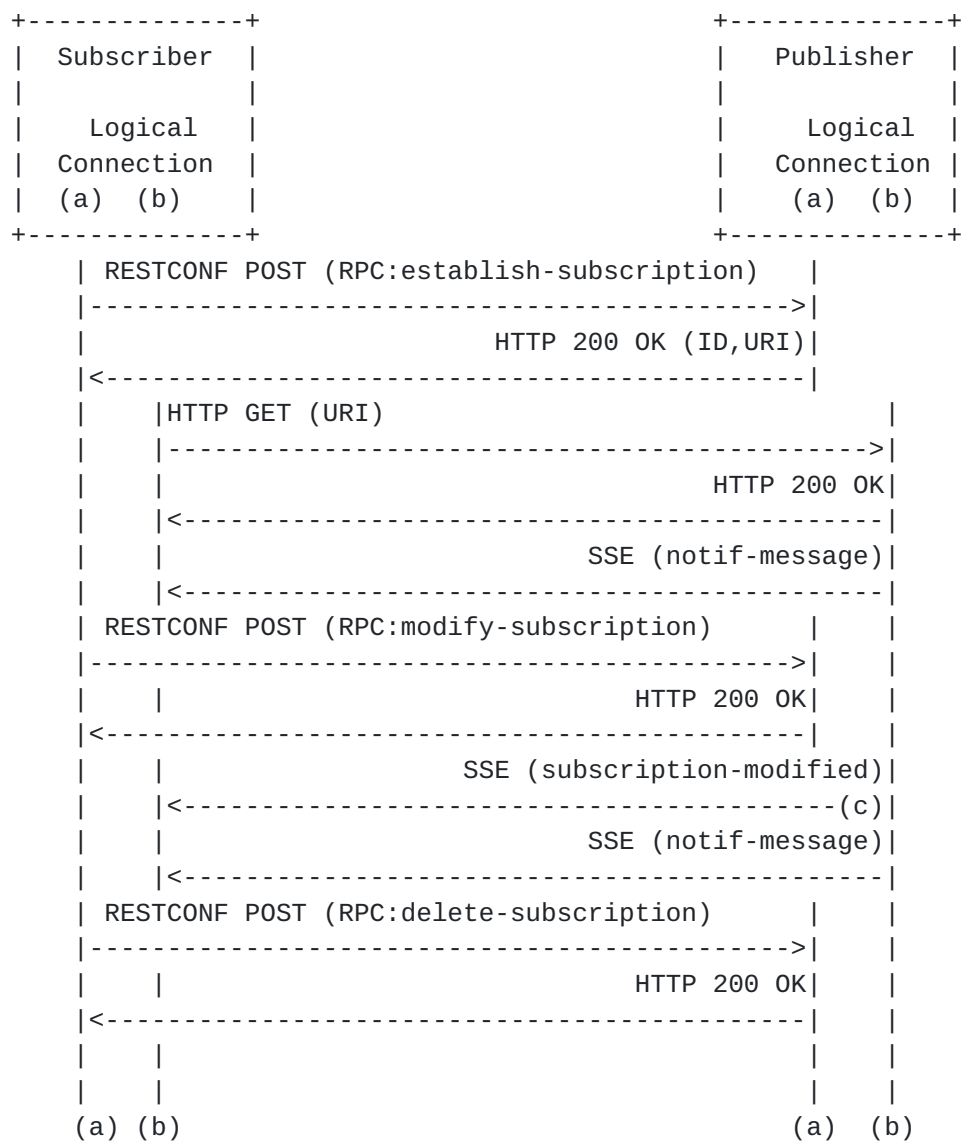 Subscriber Publisher
Logical Logical
Connection Connection
(a) (b) (a) (b)
RESTCONF POST (RPC:establish-subscription)
HTTP 200 OK (ID,URI)
HTTP GET (URI)
HTTP 200 OK
SSE (notif-message)
RESTCONF POST (RPC:modify-subscription)
HTTP 200 OK
SSE (subscription-modified)
(c)
SSE (notif-message)
RESTCONF POST (RPC:delete-subscription)
HTTP 200 OK
(a) (b) (a) (b)